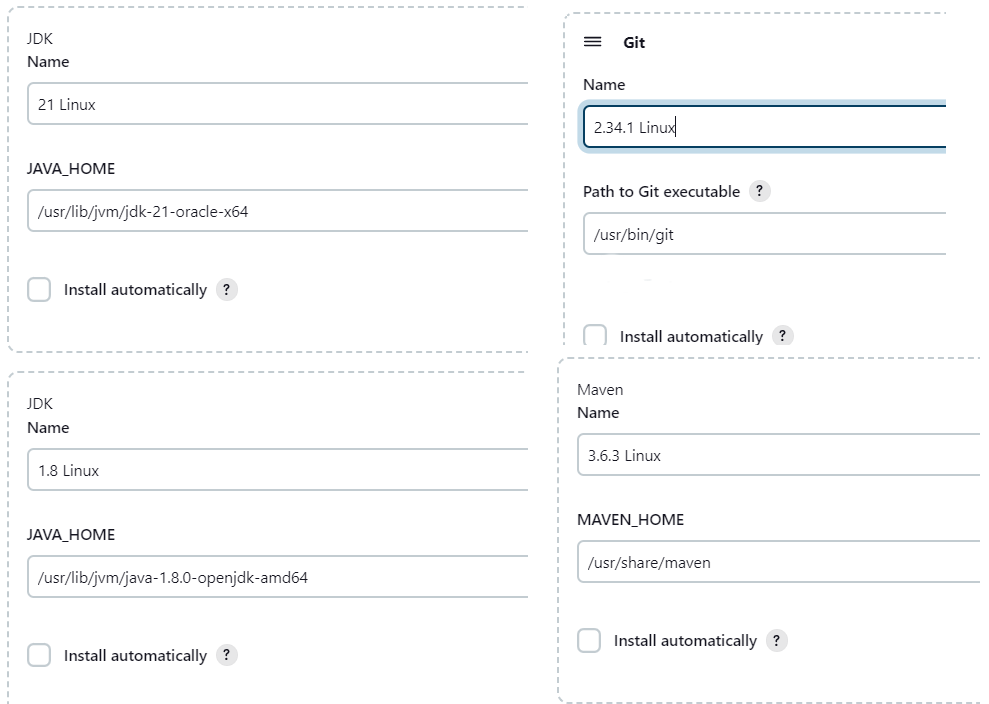 JDK
Name
21 Linux
JAVA_HOME
/usr/lib/jvm/jdk-21-oracle-x64
Install automatically ?
JDK
Name
1.8 Linux
JAVA_HOME
/usr/lib/jvm/java-1.8.0-openjdk-amd64
Install automatically ?
Git
Name
2.34.1 Linux
Path to Git executable ?
/usr/bin/git
Install automatically ?
Maven
Name
3.6.3 Linux
MAVEN_HOME
/usr/share/maven
Install automatically ?